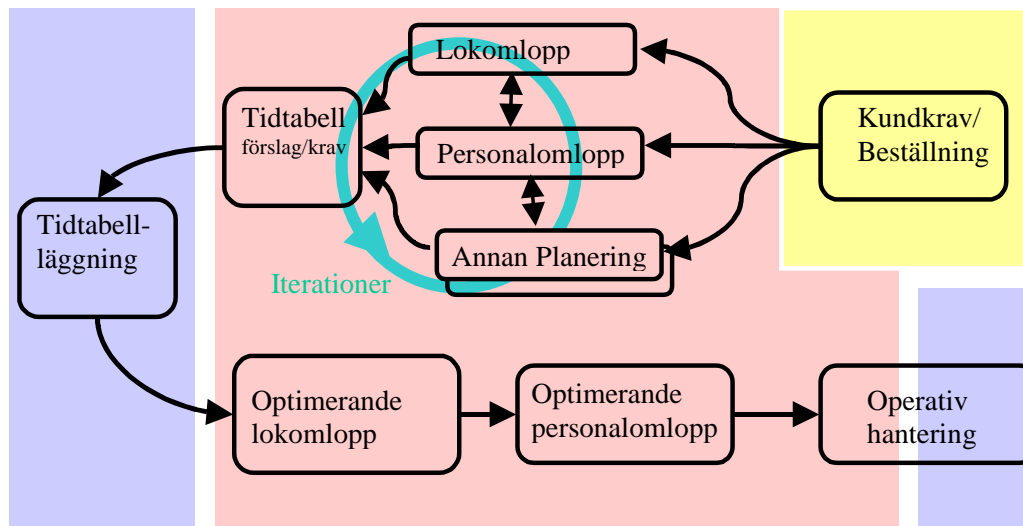 Lokomlopp
Tidtabell
förslag/krav
Personalomlopp
Kundkrav/
Beställning
Tidtabell-
läggning
Annan Planering
Iterationer
Optimerande
lokomlopp
Optimerande
personalomlopp
Operativ
hantering